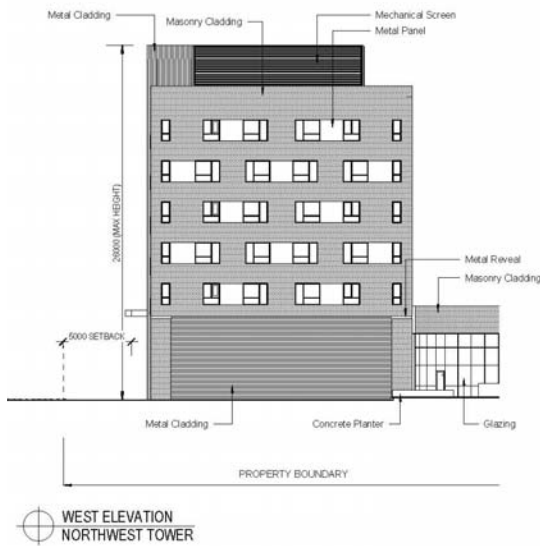 Metal Cladding
Masonry Cladding
Mechanical Screen
Metal Panel
26000 (MAX HEIGHT)
Metal Reveal
Masonry Cladding
5000 SETBACK
Metal Cladding
Concrete Planter
Glazing
PROPERTY BOUNDARY
WEST ELEVATION
NORTHWEST TOWER